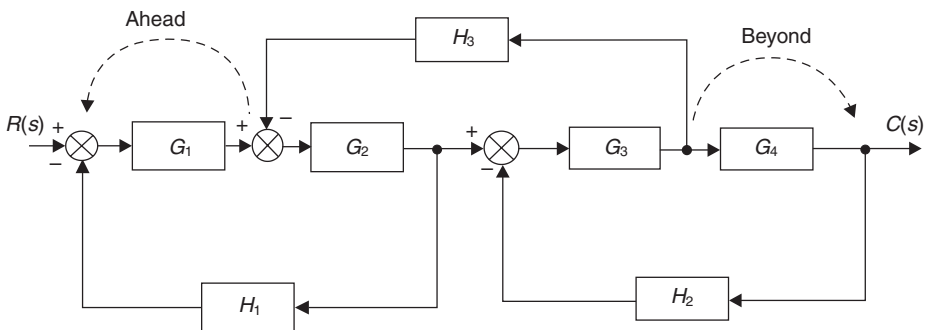 Ahead
H3
Beyond
R(s)
+
−
G1
+
−
G2
+
−
G3
G4
C(s)
H1
H2